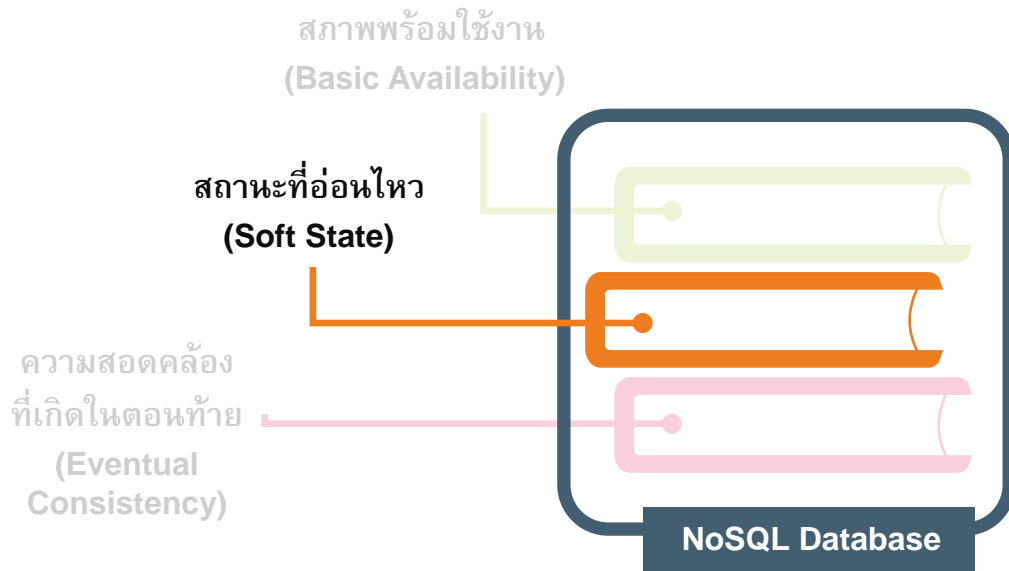 สภาพพร้อมใช้งาน
(Basic Availability)
สถานะที่อ่อนไหว
(Soft State)
ความสอดคล้อง
ที่เกิดในตอนท้าย
(Eventual
Consistency)
NoSQL Database